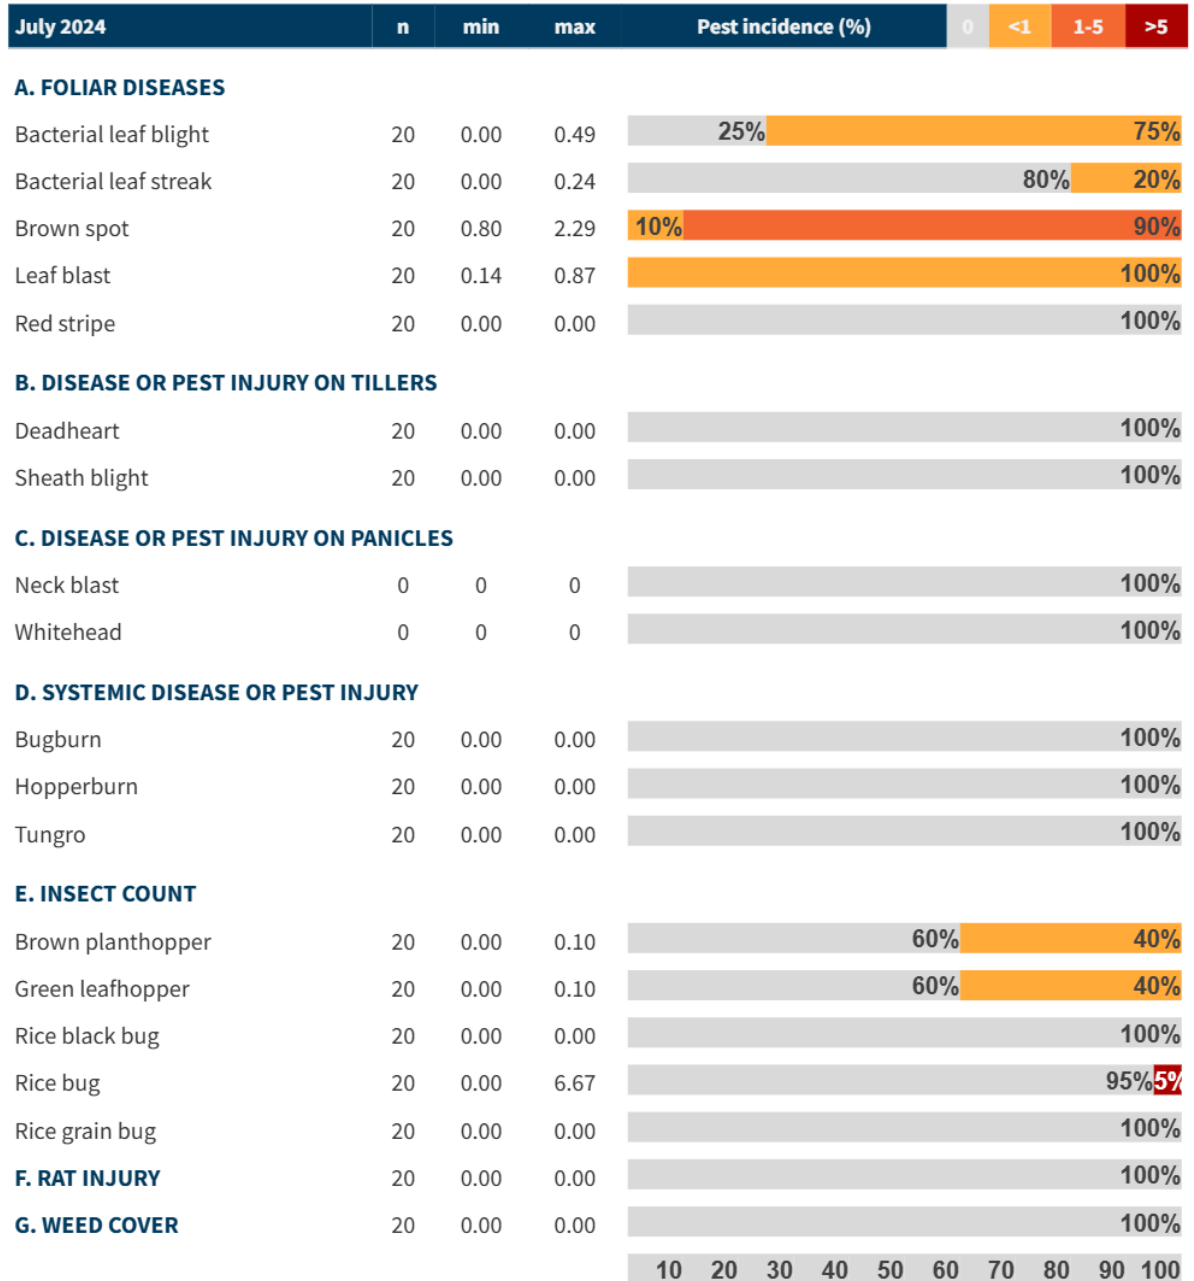 July 2024 n min max Pest incidence (%) 0 <1 1-5 >5
A. FOLIAR DISEASES
Bacterial leaf blight 20 0.00 0.49 25% 75%
Bacterial leaf streak 20 0.00 0.24 80% 20%
Brown spot 20 0.80 2.29 10% 90%
Leaf blast 20 0.14 0.87 100%
Red stripe 20 0.00 0.00 100%
B. DISEASE OR PEST INJURY ON TILLERS
Deadheart 20 0.00 0.00 100%
Sheath blight 20 0.00 0.00 100%
C. DISEASE OR PEST INJURY ON PANICLES
Neck blast 0 0 0 100%
Whitehead 0 0 0 100%
D. SYSTEMIC DISEASE OR PEST INJURY
Bugburn 20 0.00 0.00 100%
Hopperburn 20 0.00 0.00 100%
Tungro 20 0.00 0.00 100%
E. INSECT COUNT
Brown planthopper 20 0.00 0.10 60% 40%
Green leafhopper 20 0.00 0.10 60% 40%
Rice black bug 20 0.00 0.00 100%
Rice bug 20 0.00 6.67 95% 5%
Rice grain bug 20 0.00 0.00 100%
F. RAT INJURY 20 0.00 0.00 100%
G. WEED COVER 20 0.00 0.00 100%
10 20 30 40 50 60 70 80 90 100